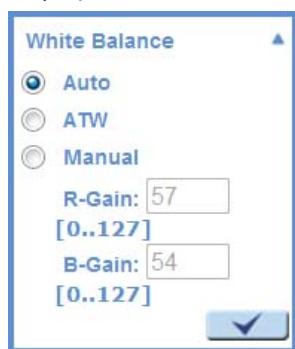 White Balance
Auto
ATW
Manual
R-Gain: 57
[0..127]
B-Gain: 54
[0..127]